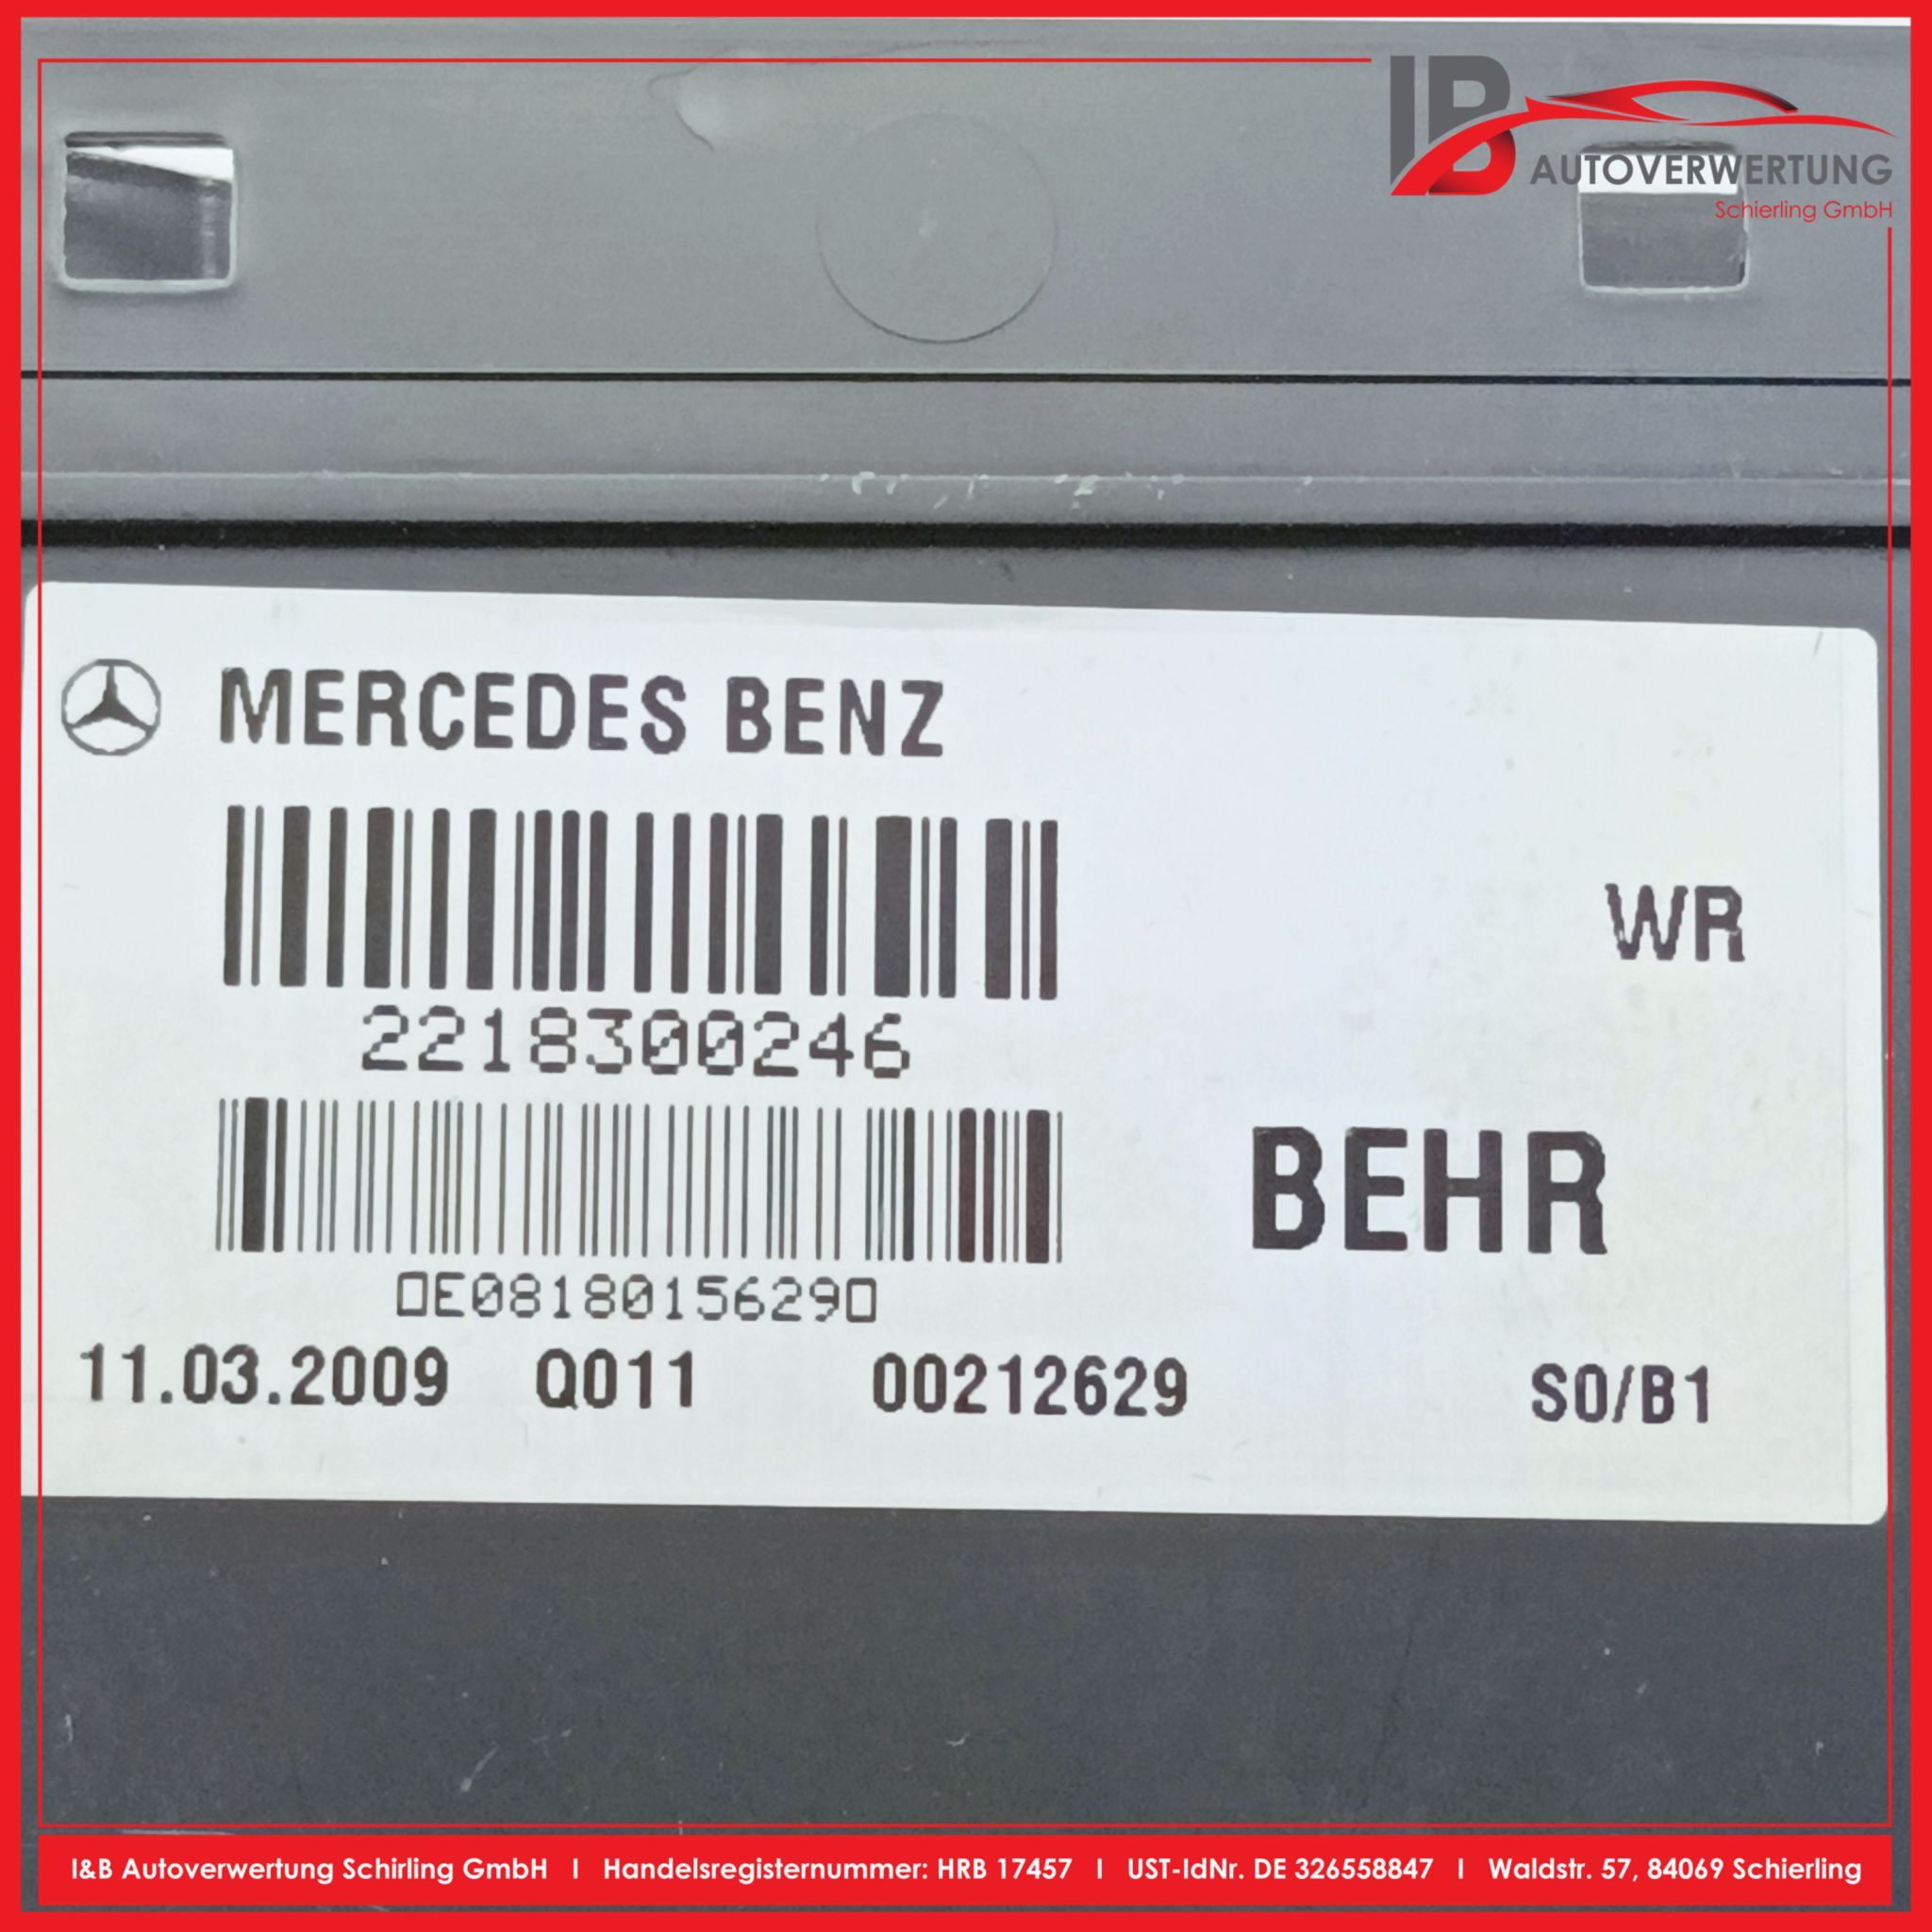 IB
AUTOVERWERTUNG
Schierling GmbH
MERCEDES BENZ
WR
2218300246
BEHR
□E0818015629□
11.03.2009 Q011 00212629 S0/B1
I&B Autoverwertung Schirling GmbH | Handelsregisternummer: HRB 17457 | UST-IdNr. DE 326558847 | Waldstr. 57, 84069 Schierling